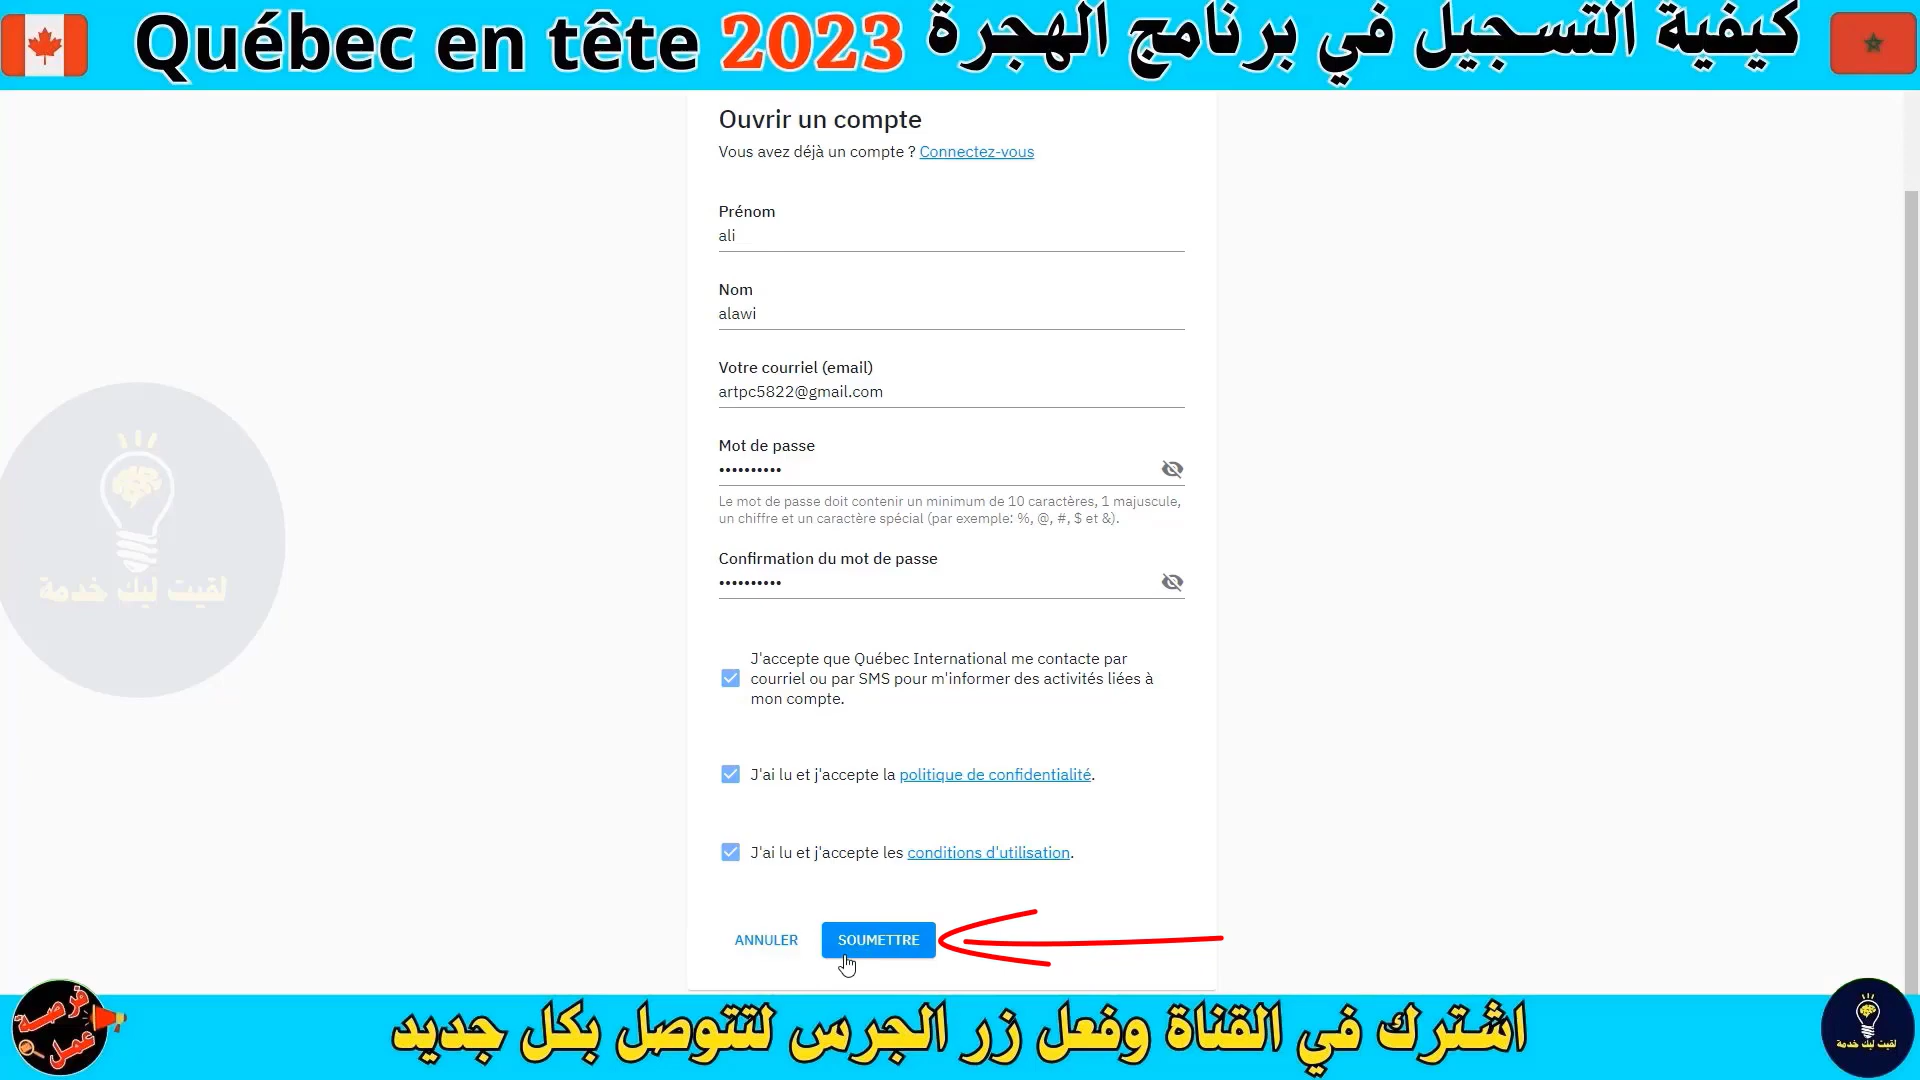 Québec en tête 2023 كيفية التسجيل في برنامج الهجرة
Ouvrir un compte
Vous avez déjà un compte ? Connectez-vous
Prénom
ali
Nom
alawi
Votre courriel (email)
artpc5822@gmail.com
Mot de passe
••••••••••
Le mot de passe doit contenir un minimum de 10 caractères, 1 majuscule,
un chiffre et un caractère spécial (par exemple: %, @, #, $ et &).
Confirmation du mot de passe
••••••••••
لقيت ليك خدمة
J'accepte que Québec International me contacte par
courriel ou par SMS pour m'informer des activités liées à
mon compte.
J'ai lu et j'accepte la politique de confidentialité.
J'ai lu et j'accepte les conditions d'utilisation.
ANNULER SOUMETTRE
فرصة
عمل
اشترك في القناة وفعل زر الجرس لتتوصل بكل جديد
لقيت ليك خدمة